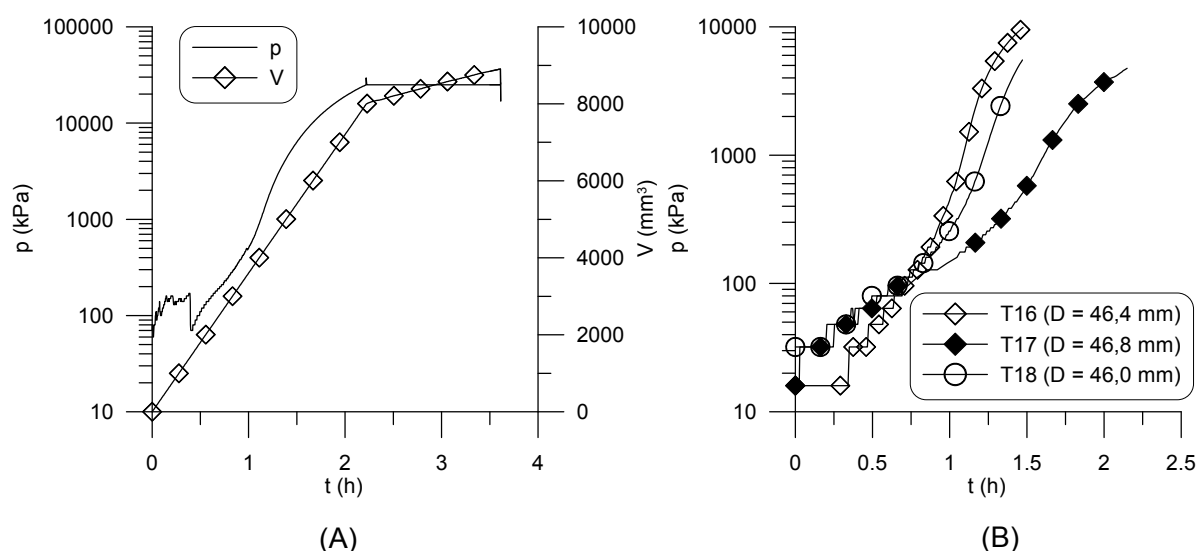 100000
10000
1000
100
10
p (kPa)
p
V
10000
8000
6000
4000
2000
0
V (mm³)
0
1
2
3
4
t (h)
(A)
10000
1000
100
10
p (kPa)
T16 (D = 46,4 mm)
T17 (D = 46,8 mm)
T18 (D = 46,0 mm)
0
0.5
1
1.5
2
2.5
t (h)
(B)